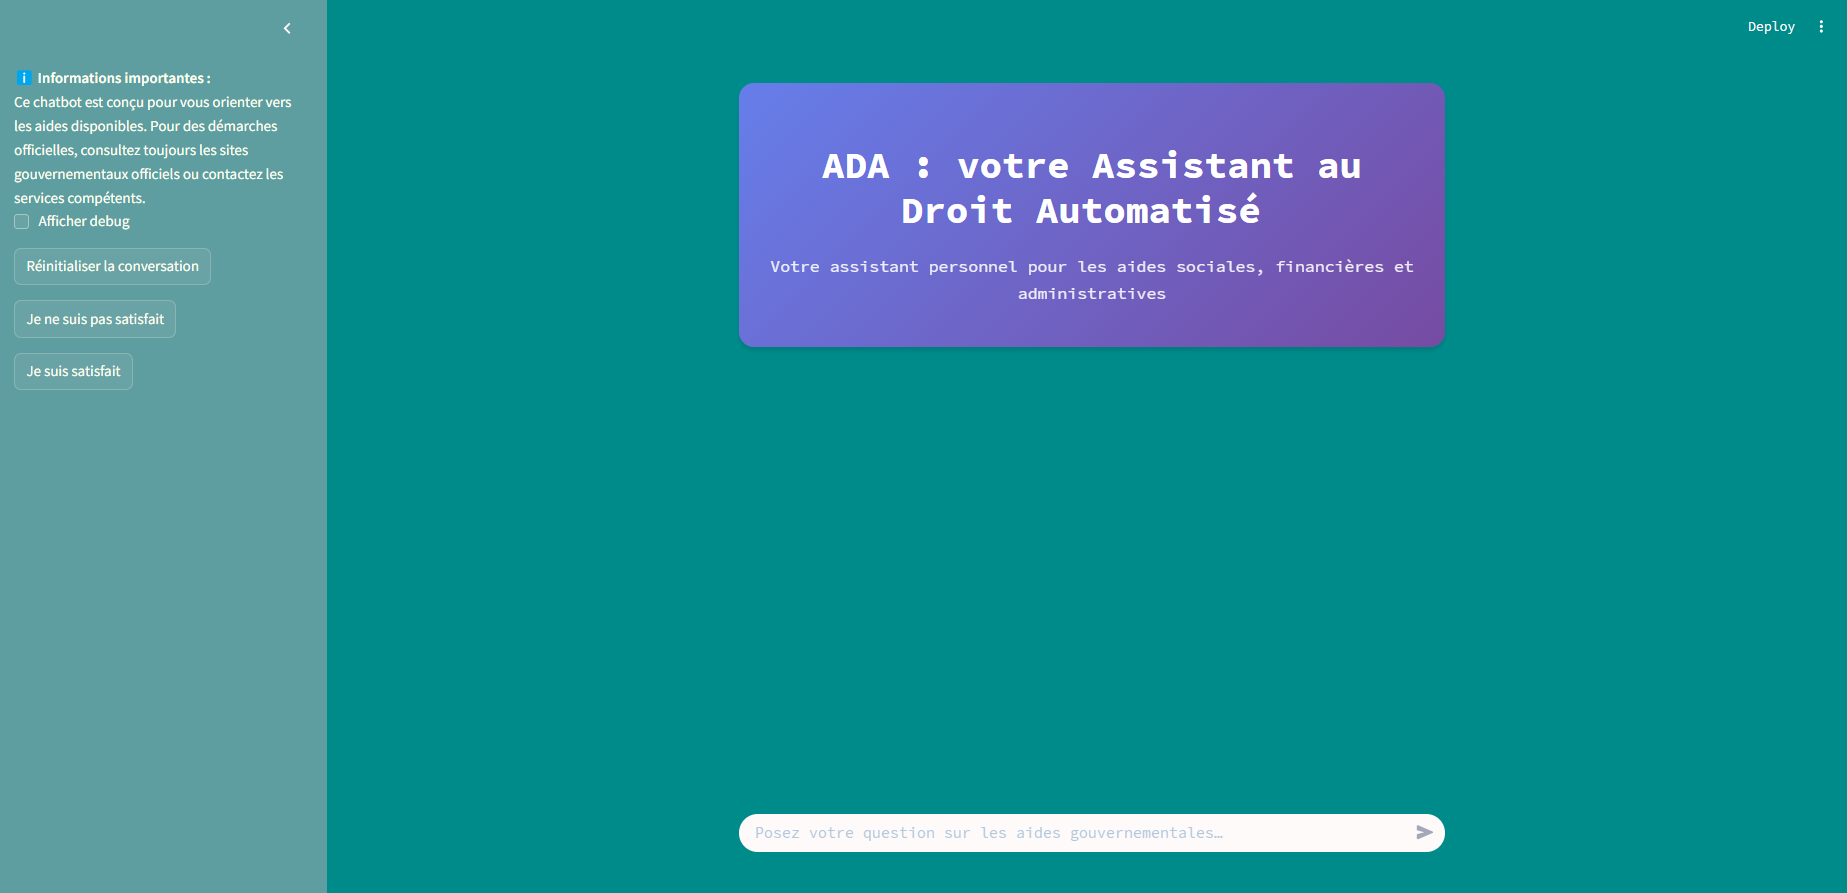 ℹ️ Informations importantes :
Ce chatbot est conçu pour vous orienter vers
les aides disponibles. Pour des démarches
officielles, consultez toujours les sites
gouvernementaux officiels ou contactez les
services compétents.
Afficher debug
Réinitialiser la conversation
Je ne suis pas satisfait
Je suis satisfait
Deploy
ADA : votre Assistant au
Droit Automatisé
Votre assistant personnel pour les aides sociales, financières et
administratives
Posez votre question sur les aides gouvernementales…